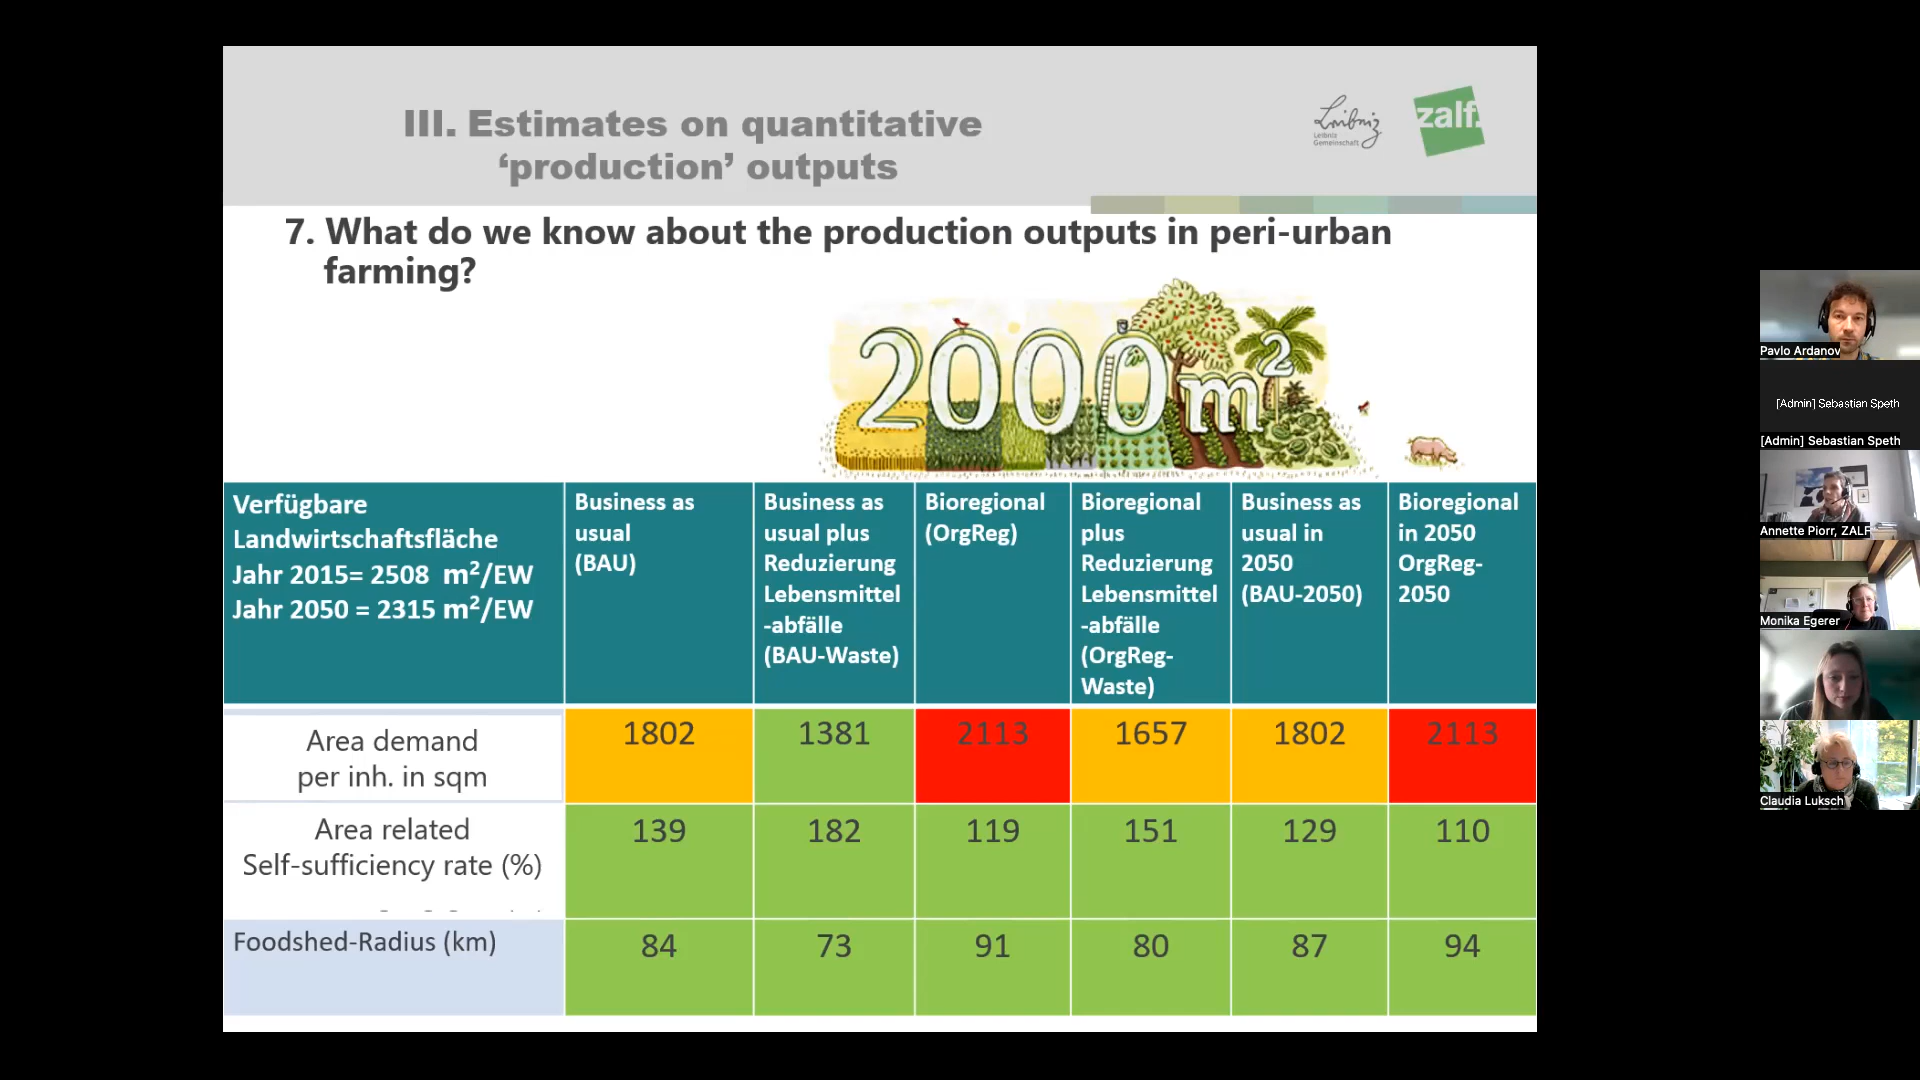 III. Estimates on quantitative
‘production’ outputs
Leibniz
Leibniz
Gemeinschaft
zalf.
7. What do we know about the production outputs in peri-urban
farming?
2000 m²
Verfügbare
Landwirtschaftsfläche
Jahr 2015= 2508 m²/EW
Jahr 2050 = 2315 m²/EW
Business as
usual
(BAU)
Business as
usual plus
Reduzierung
Lebensmittel
-abfälle
(BAU-Waste)
Bioregional
(OrgReg)
Bioregional
plus
Reduzierung
Lebensmittel
-abfälle
(OrgReg-
Waste)
Business as
usual in
2050
(BAU-2050)
Bioregional
in 2050
OrgReg-
2050
Area demand
per inh. in sqm
1802
1381
2113
1657
1802
2113
Area related
Self-sufficiency rate (%)
139
182
119
151
129
110
Foodshed-Radius (km)
84
73
91
80
87
94
Pavlo Ardanov
[Admin] Sebastian Speth
[Admin] Sebastian Speth
Annette Piorr, ZALF
Monika Egerer
Claudia Luksch